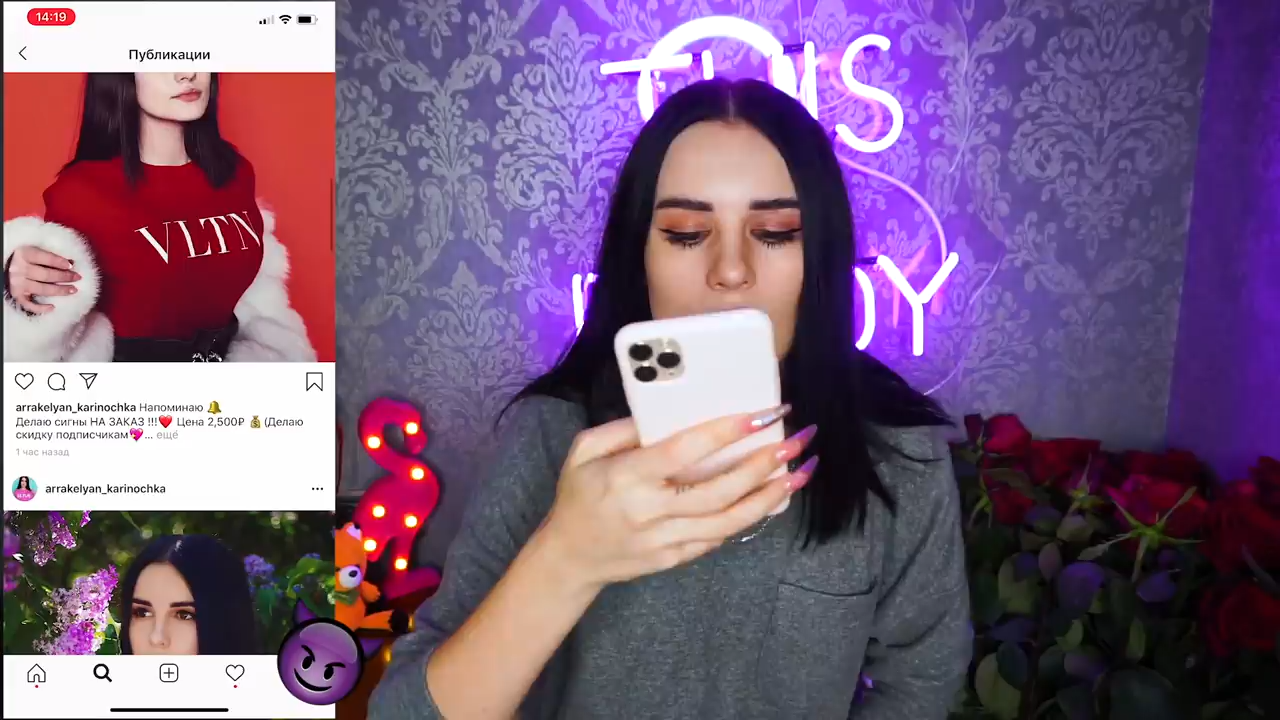 14:19
Публикации
VLTN
arrakelyan_karinochka Напоминаю 🔔
Делаю сигны НА ЗАКАЗ !!!❤️ Цена 2,500₽ 💰 (Делаю
скидку подписчикам💖... ещё
1 час назад
arrakelyan_karinochka
THIS